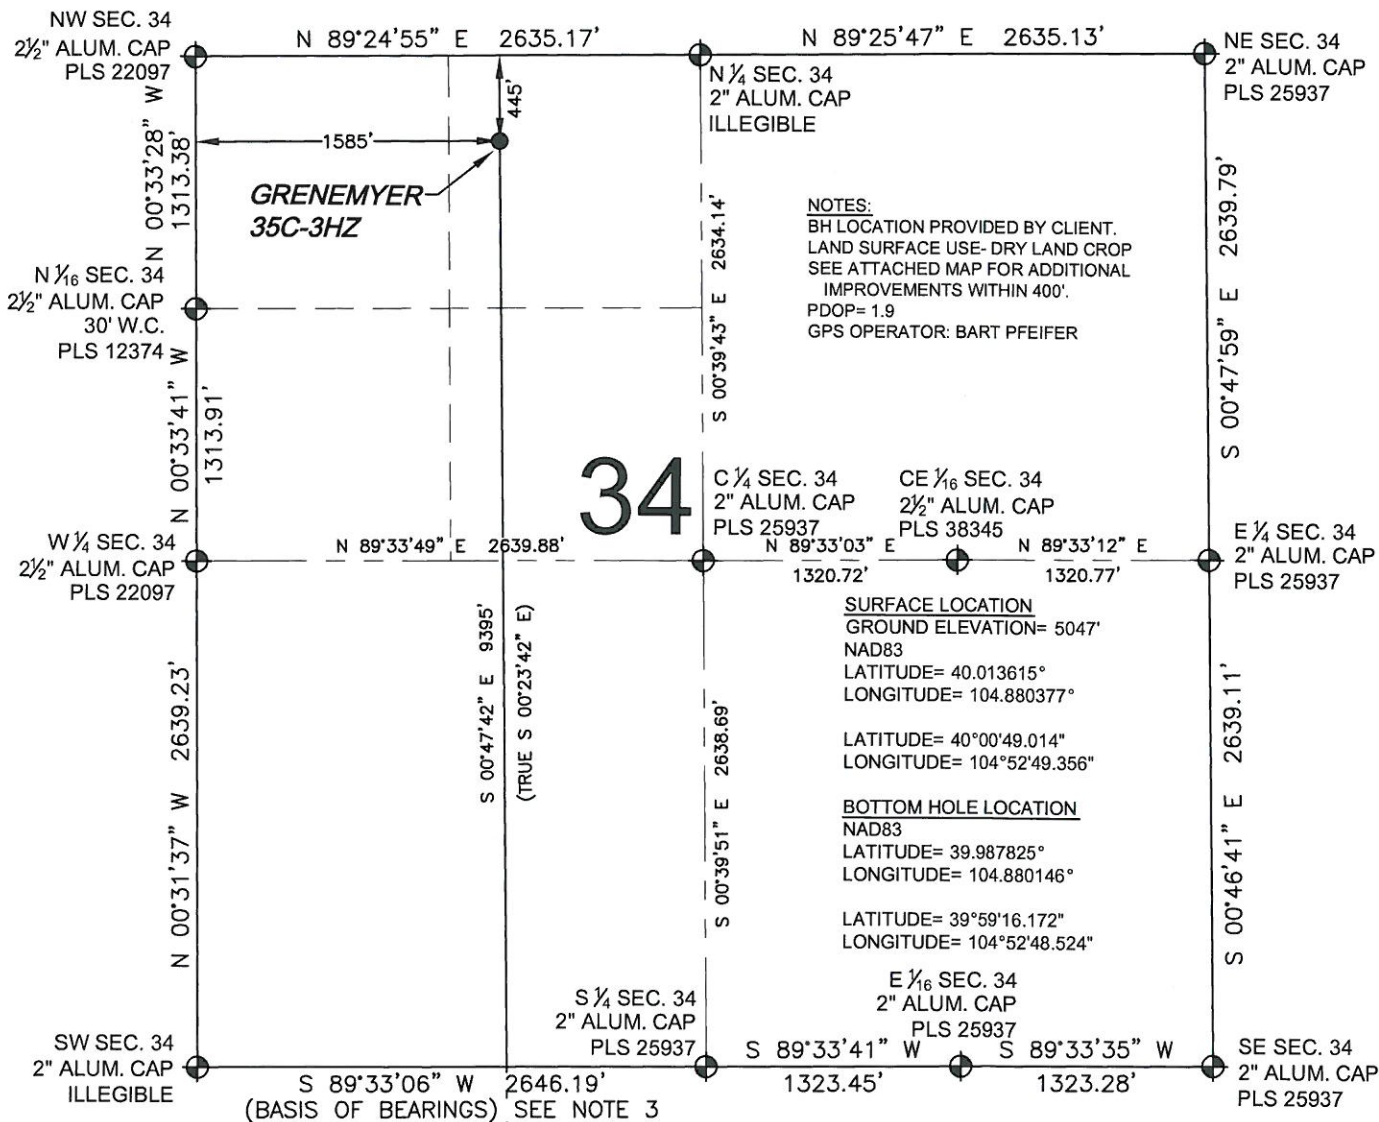 NW SEC. 34
2½" ALUM. CAP
PLS 22097
N 89°24'55" E 2635.17'
N 89°25'47" E 2635.13'
NE SEC. 34
2" ALUM. CAP
PLS 25937
N ¼ SEC. 34
2" ALUM. CAP
ILLEGIBLE
N 00°33'28" W
1313.38'
445'
1585'
GRENEMYER
35C-3HZ
NOTES:
BH LOCATION PROVIDED BY CLIENT.
LAND SURFACE USE- DRY LAND CROP
SEE ATTACHED MAP FOR ADDITIONAL
IMPROVEMENTS WITHIN 400'.
PDOP= 1.9
GPS OPERATOR: BART PFEIFER
S 00°39'43" E 2634.14'
S 00°47'59" E 2639.79'
N 1⁄16 SEC. 34
2½" ALUM. CAP
30' W.C.
PLS 12374
N 00°33'41" W
1313.91'
34
C ¼ SEC. 34
2" ALUM. CAP
PLS 25937
CE 1⁄16 SEC. 34
2½" ALUM. CAP
PLS 38345
W ¼ SEC. 34
2½" ALUM. CAP
PLS 22097
N 89°33'49" E 2639.88'
N 89°33'03" E
1320.72'
N 89°33'12" E
1320.77'
E ¼ SEC. 34
2" ALUM. CAP
PLS 25937
SURFACE LOCATION
GROUND ELEVATION= 5047'
NAD83
LATITUDE= 40.013615°
LONGITUDE= 104.880377°
LATITUDE= 40°00'49.014"
LONGITUDE= 104°52'49.356"
BOTTOM HOLE LOCATION
NAD83
LATITUDE= 39.987825°
LONGITUDE= 104.880146°
LATITUDE= 39°59'16.172"
LONGITUDE= 104°52'48.524"
N 00°31'37" W 2639.23'
S 00°47'42" E 9395'
(TRUE S 00°23'42" E)
S 00°39'51" E 2638.69'
S 00°46'41" E 2639.11'
SW SEC. 34
2" ALUM. CAP
ILLEGIBLE
S ¼ SEC. 34
2" ALUM. CAP
PLS 25937
E 1⁄16 SEC. 34
2" ALUM. CAP
PLS 25937
SE SEC. 34
2" ALUM. CAP
PLS 25937
S 89°33'06" W 2646.19'
(BASIS OF BEARINGS) SEE NOTE 3
S 89°33'41" W
1323.45'
S 89°33'35" W
1323.28'